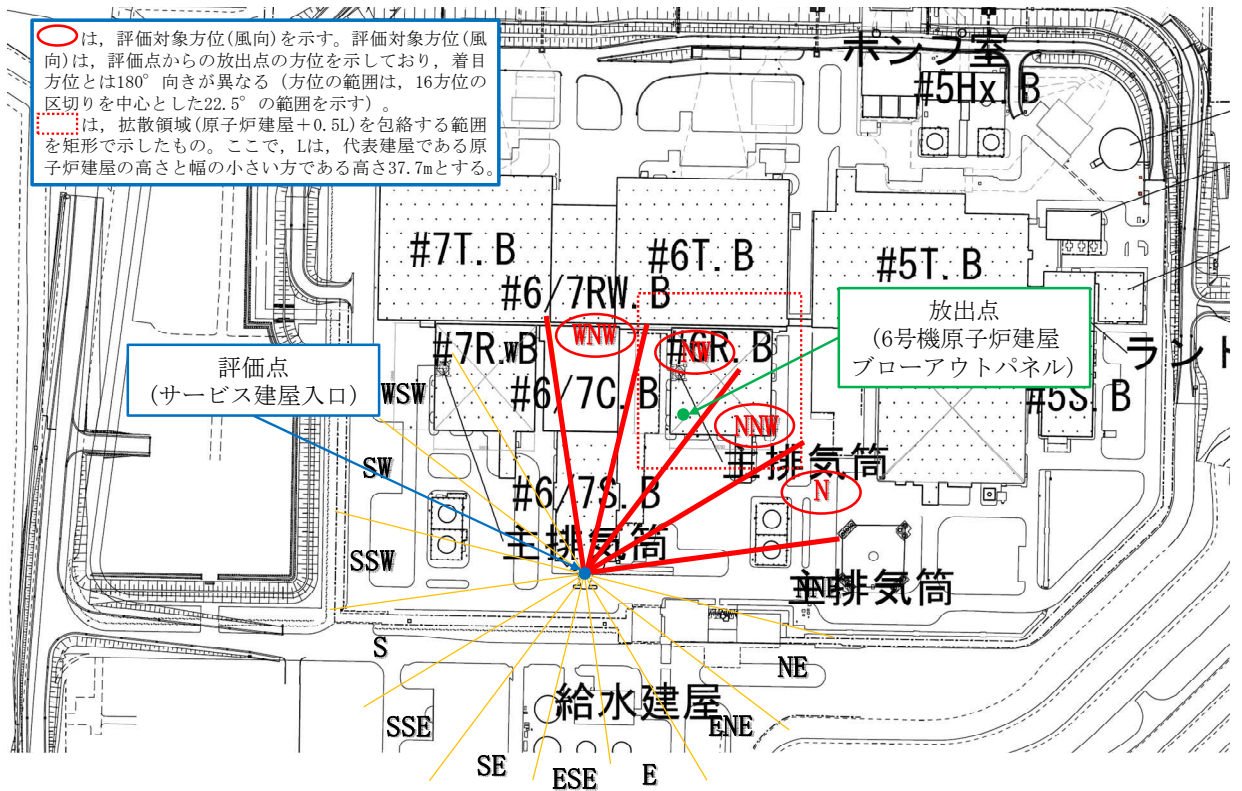 は，評価対象方位(風向)を示す。評価対象方位(風
向)は，評価点からの放出点の方位を示しており，着目
方位とは180°向きが異なる（方位の範囲は，16方位の
区切りを中心とした22.5°の範囲を示す）。
は，拡散領域(原子炉建屋＋0.5L)を包絡する範囲
を矩形で示したもの。ここで，Lは，代表建屋である原
子炉建屋の高さと幅の小さい方である高さ37.7mとする。
ポンプ室
#5Hx.B
#7T.B
#6T.B
#5T.B
#6/7RW.B
放出点
(6号機原子炉建屋
ブローアウトパネル)
WNW
NW
#6R.B
#7R.B
W
ランド
評価点
(サービス建屋入口)
WSW
#6/7C.B
#5S.B
NNW
主排気筒
SW
#6/7S.B
N
主排気筒
SSW
NNE
主排気筒
S
NE
給水建屋
SSE
ENE
SE
ESE
E